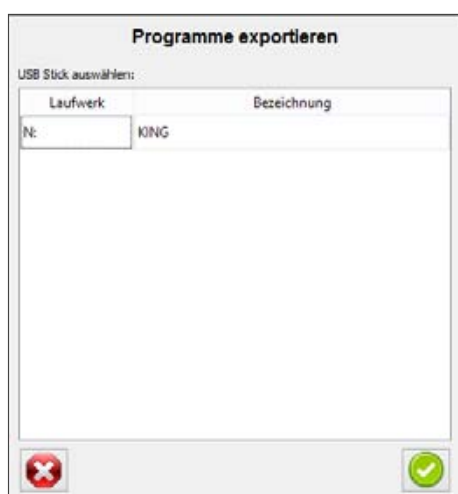 Programme exportieren
USB Stick auswählen:
Laufwerk Bezeichnung
N: KING